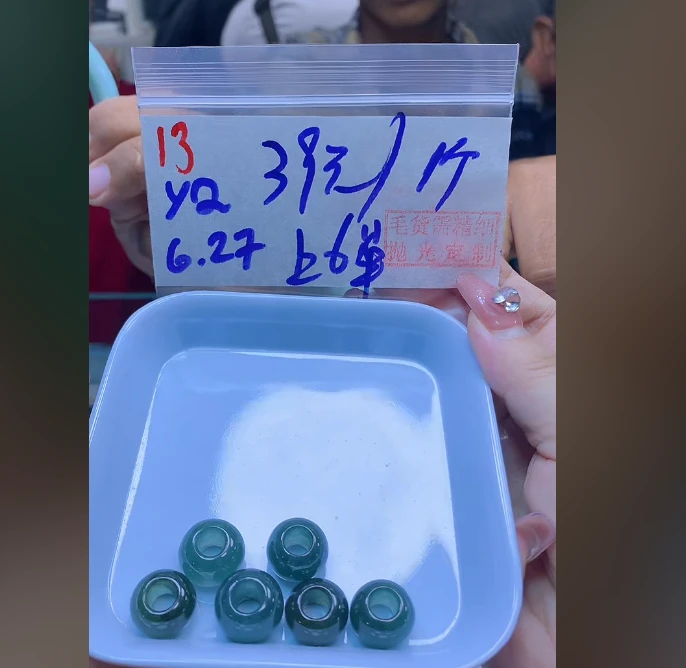 13
39元/个
YQ
6.27 上6单
毛货需精细
抛光定制